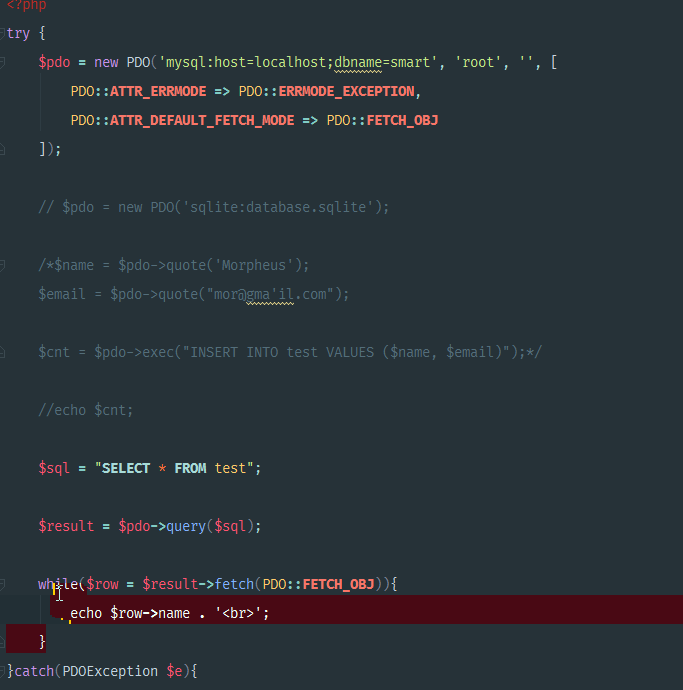 <?php
try {
$pdo = new PDO('mysql:host=localhost;dbname=smart', 'root', '', [
PDO::ATTR_ERRMODE => PDO::ERRMODE_EXCEPTION,
PDO::ATTR_DEFAULT_FETCH_MODE => PDO::FETCH_OBJ
]);
// $pdo = new PDO('sqlite:database.sqlite');
/*$name = $pdo->quote('Morpheus');
$email = $pdo->quote("mor@gma'il.com");
$cnt = $pdo->exec("INSERT INTO test VALUES ($name, $email)");*/
//echo $cnt;
$sql = "SELECT * FROM test";
$result = $pdo->query($sql);
while($row = $result->fetch(PDO::FETCH_OBJ)){
echo $row->name . '<br>';
}
}catch(PDOException $e){